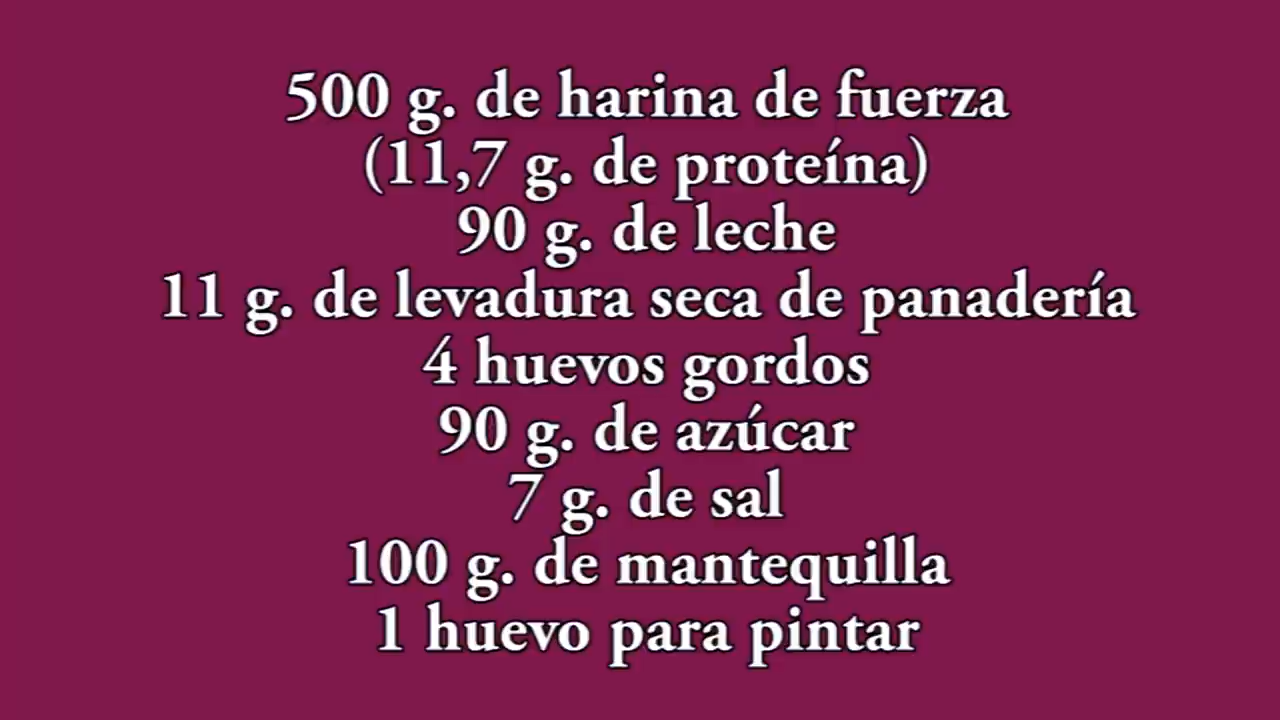 500 g. de harina de fuerza
(11,7 g. de proteína)
90 g. de leche
11 g. de levadura seca de panadería
4 huevos gordos
90 g. de azúcar
7 g. de sal
100 g. de mantequilla
1 huevo para pintar